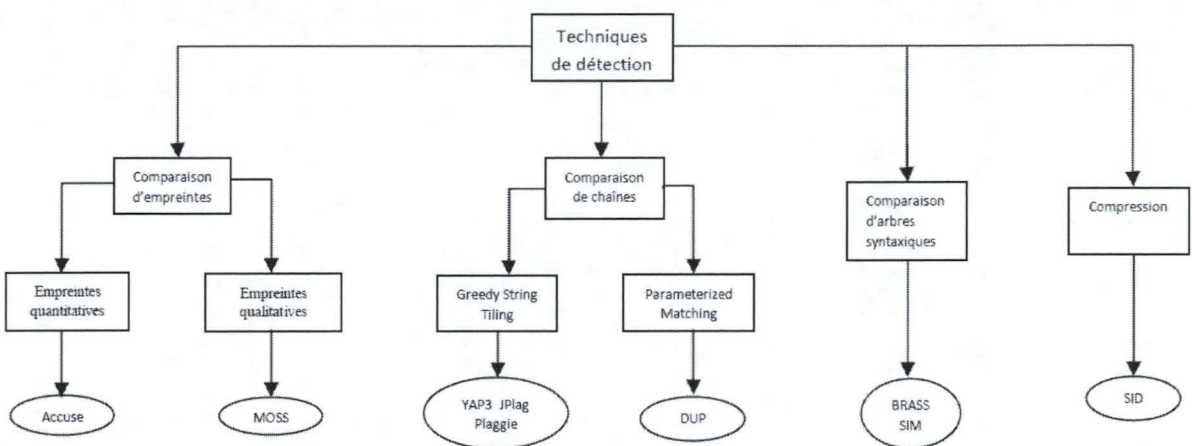 Techniques
de détection
Comparaison
d'empreintes
Comparaison
de chaînes
Comparaison
d'arbres
syntaxiques
Compression
Empreintes
quantitatives
Empreintes
qualitatives
Greedy String
Tiling
Parameterized
Matching
Accuse
MOSS
YAP3 JPlag
Plaggie
DUP
BRASS
SIM
SID